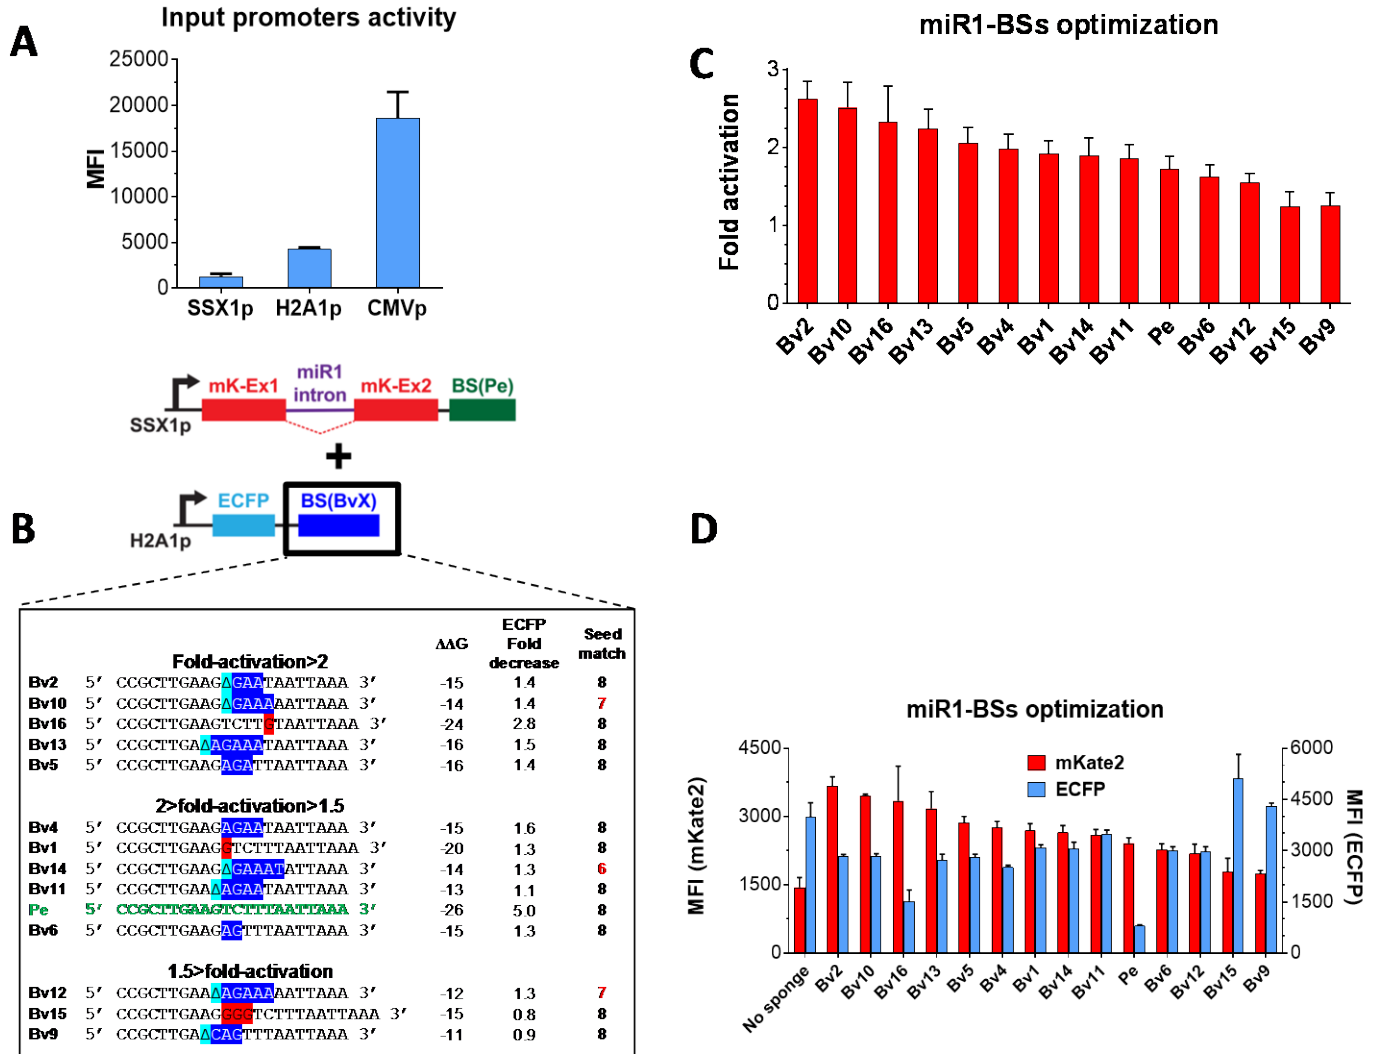 A
Input promoters activity
MFI
25000
20000
15000
10000
5000
0
SSX1p H2A1p CMVp
mK-Ex1 miR1 intron mK-Ex2 BS(Pe)
SSX1p
+
ECFP BS(BvX)
H2A1p
B
ΔΔG ECFP Fold decrease Seed match
Fold-activation>2
Bv2 5' CCGCTTGAAGΔGAATAATTAAA 3' -15 1.4 8
Bv10 5' CCGCTTGAAGΔGAAAAATTAAA 3' -14 1.4 7
Bv16 5' CCGCTTGAAGTCTTGTAATTAAA 3' -24 2.8 8
Bv13 5' CCGCTTGAΔAGAAATAATTAAA 3' -16 1.5 8
Bv5 5' CCGCTTGAAGAGATAATTAAA 3' -16 1.4 8
2>fold-activation>1.5
Bv4 5' CCGCTTGAAGAGAATAATTAAA 3' -15 1.6 8
Bv1 5' CCGCTTGAAGGTCTTTAATTAAA 3' -20 1.3 8
Bv14 5' CCGCTTGAAGΔGAAATATTAAA 3' -14 1.3 6
Bv11 5' CCGCTTGAAΔAGAATAATTAAA 3' -13 1.1 8
Pe 5' CCGCTTGAAGTCTTTAATTAAA 3' -26 5.0 8
Bv6 5' CCGCTTGAAGAGTTTAATTAAA 3' -15 1.3 8
1.5>fold-activation
Bv12 5' CCGCTTGAAΔAGAAAAATTAAA 3' -12 1.3 7
Bv15 5' CCGCTTGAAGGGGTCTTTAATTAAA 3' -15 0.8 8
Bv9 5' CCGCTTGAΔCAGTTTAATTAAA 3' -11 0.9 8
C
miR1-BSs optimization
Fold activation
3
2
1
0
Bv2 Bv10 Bv16 Bv13 Bv5 Bv4 Bv1 Bv14 Bv11 Pe Bv6 Bv12 Bv15 Bv9
D
miR1-BSs optimization
mKate2
ECFP
MFI (mKate2)
4500
3000
1500
0
MFI (ECFP)
6000
4500
3000
1500
0
No sponge Bv2 Bv10 Bv16 Bv13 Bv5 Bv4 Bv1 Bv14 Bv11 Pe Bv6 Bv12 Bv15 Bv9